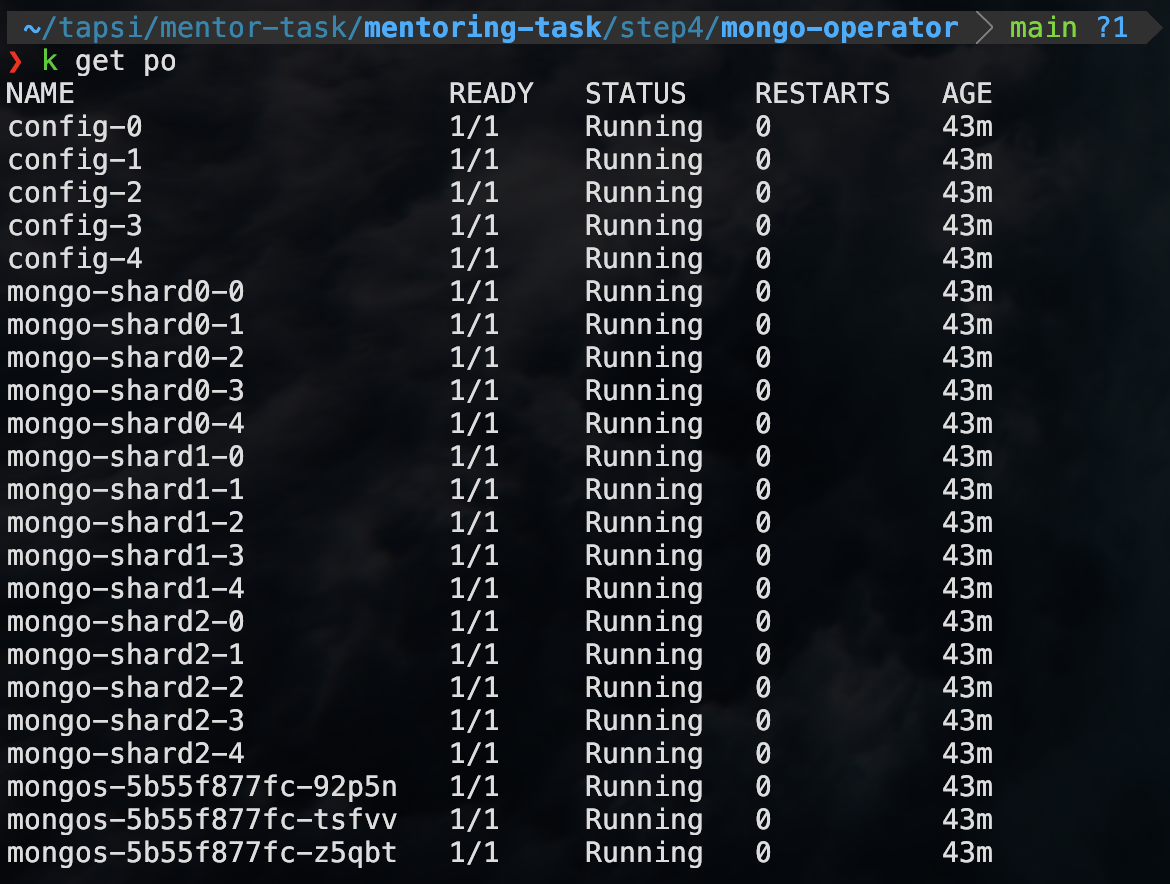 ~/tapsi/mentor-task/mentoring-task/step4/mongo-operator > main ?1
❯ k get po
NAME READY STATUS RESTARTS AGE
config-0 1/1 Running 0 43m
config-1 1/1 Running 0 43m
config-2 1/1 Running 0 43m
config-3 1/1 Running 0 43m
config-4 1/1 Running 0 43m
mongo-shard0-0 1/1 Running 0 43m
mongo-shard0-1 1/1 Running 0 43m
mongo-shard0-2 1/1 Running 0 43m
mongo-shard0-3 1/1 Running 0 43m
mongo-shard0-4 1/1 Running 0 43m
mongo-shard1-0 1/1 Running 0 43m
mongo-shard1-1 1/1 Running 0 43m
mongo-shard1-2 1/1 Running 0 43m
mongo-shard1-3 1/1 Running 0 43m
mongo-shard1-4 1/1 Running 0 43m
mongo-shard2-0 1/1 Running 0 43m
mongo-shard2-1 1/1 Running 0 43m
mongo-shard2-2 1/1 Running 0 43m
mongo-shard2-3 1/1 Running 0 43m
mongo-shard2-4 1/1 Running 0 43m
mongos-5b55f877fc-92p5n 1/1 Running 0 43m
mongos-5b55f877fc-tsfvv 1/1 Running 0 43m
mongos-5b55f877fc-z5qbt 1/1 Running 0 43m